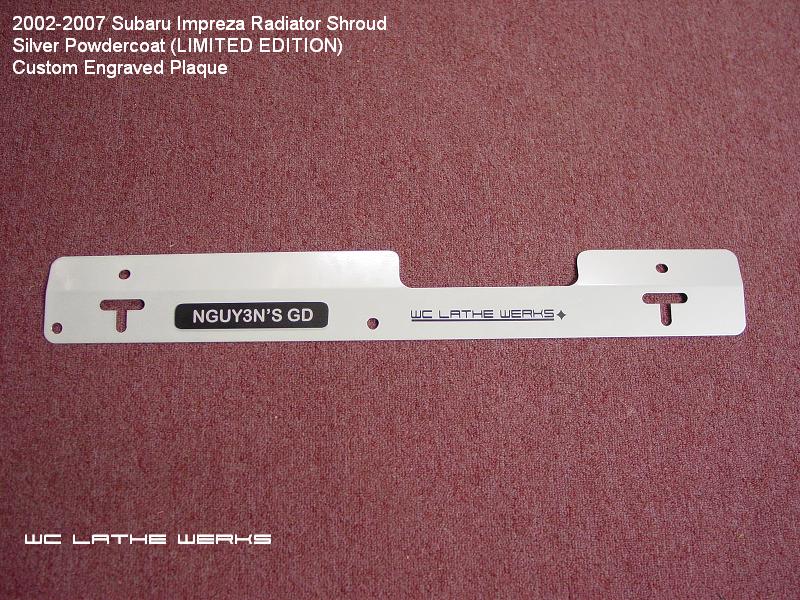 2002-2007 Subaru Impreza Radiator Shroud
Silver Powdercoat (LIMITED EDITION)
Custom Engraved Plaque
NGUY3N'S GD
WC LATHE WERKS
WC LATHE WERKS